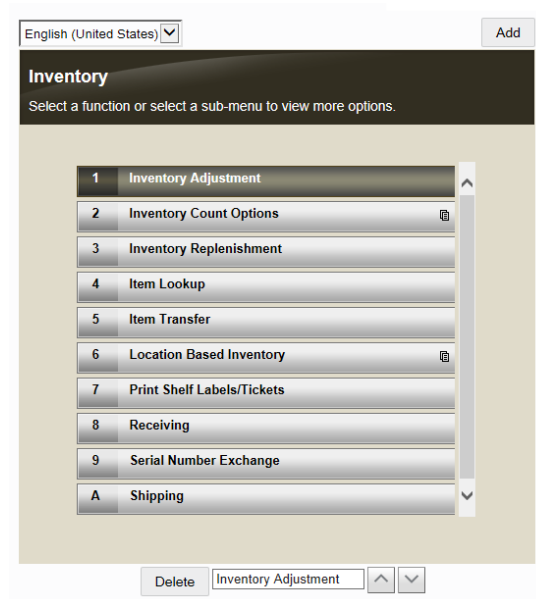 English (United States)
Add
Inventory
Select a function or select a sub-menu to view more options.
1 Inventory Adjustment
2 Inventory Count Options
3 Inventory Replenishment
4 Item Lookup
5 Item Transfer
6 Location Based Inventory
7 Print Shelf Labels/Tickets
8 Receiving
9 Serial Number Exchange
A Shipping
Delete Inventory Adjustment